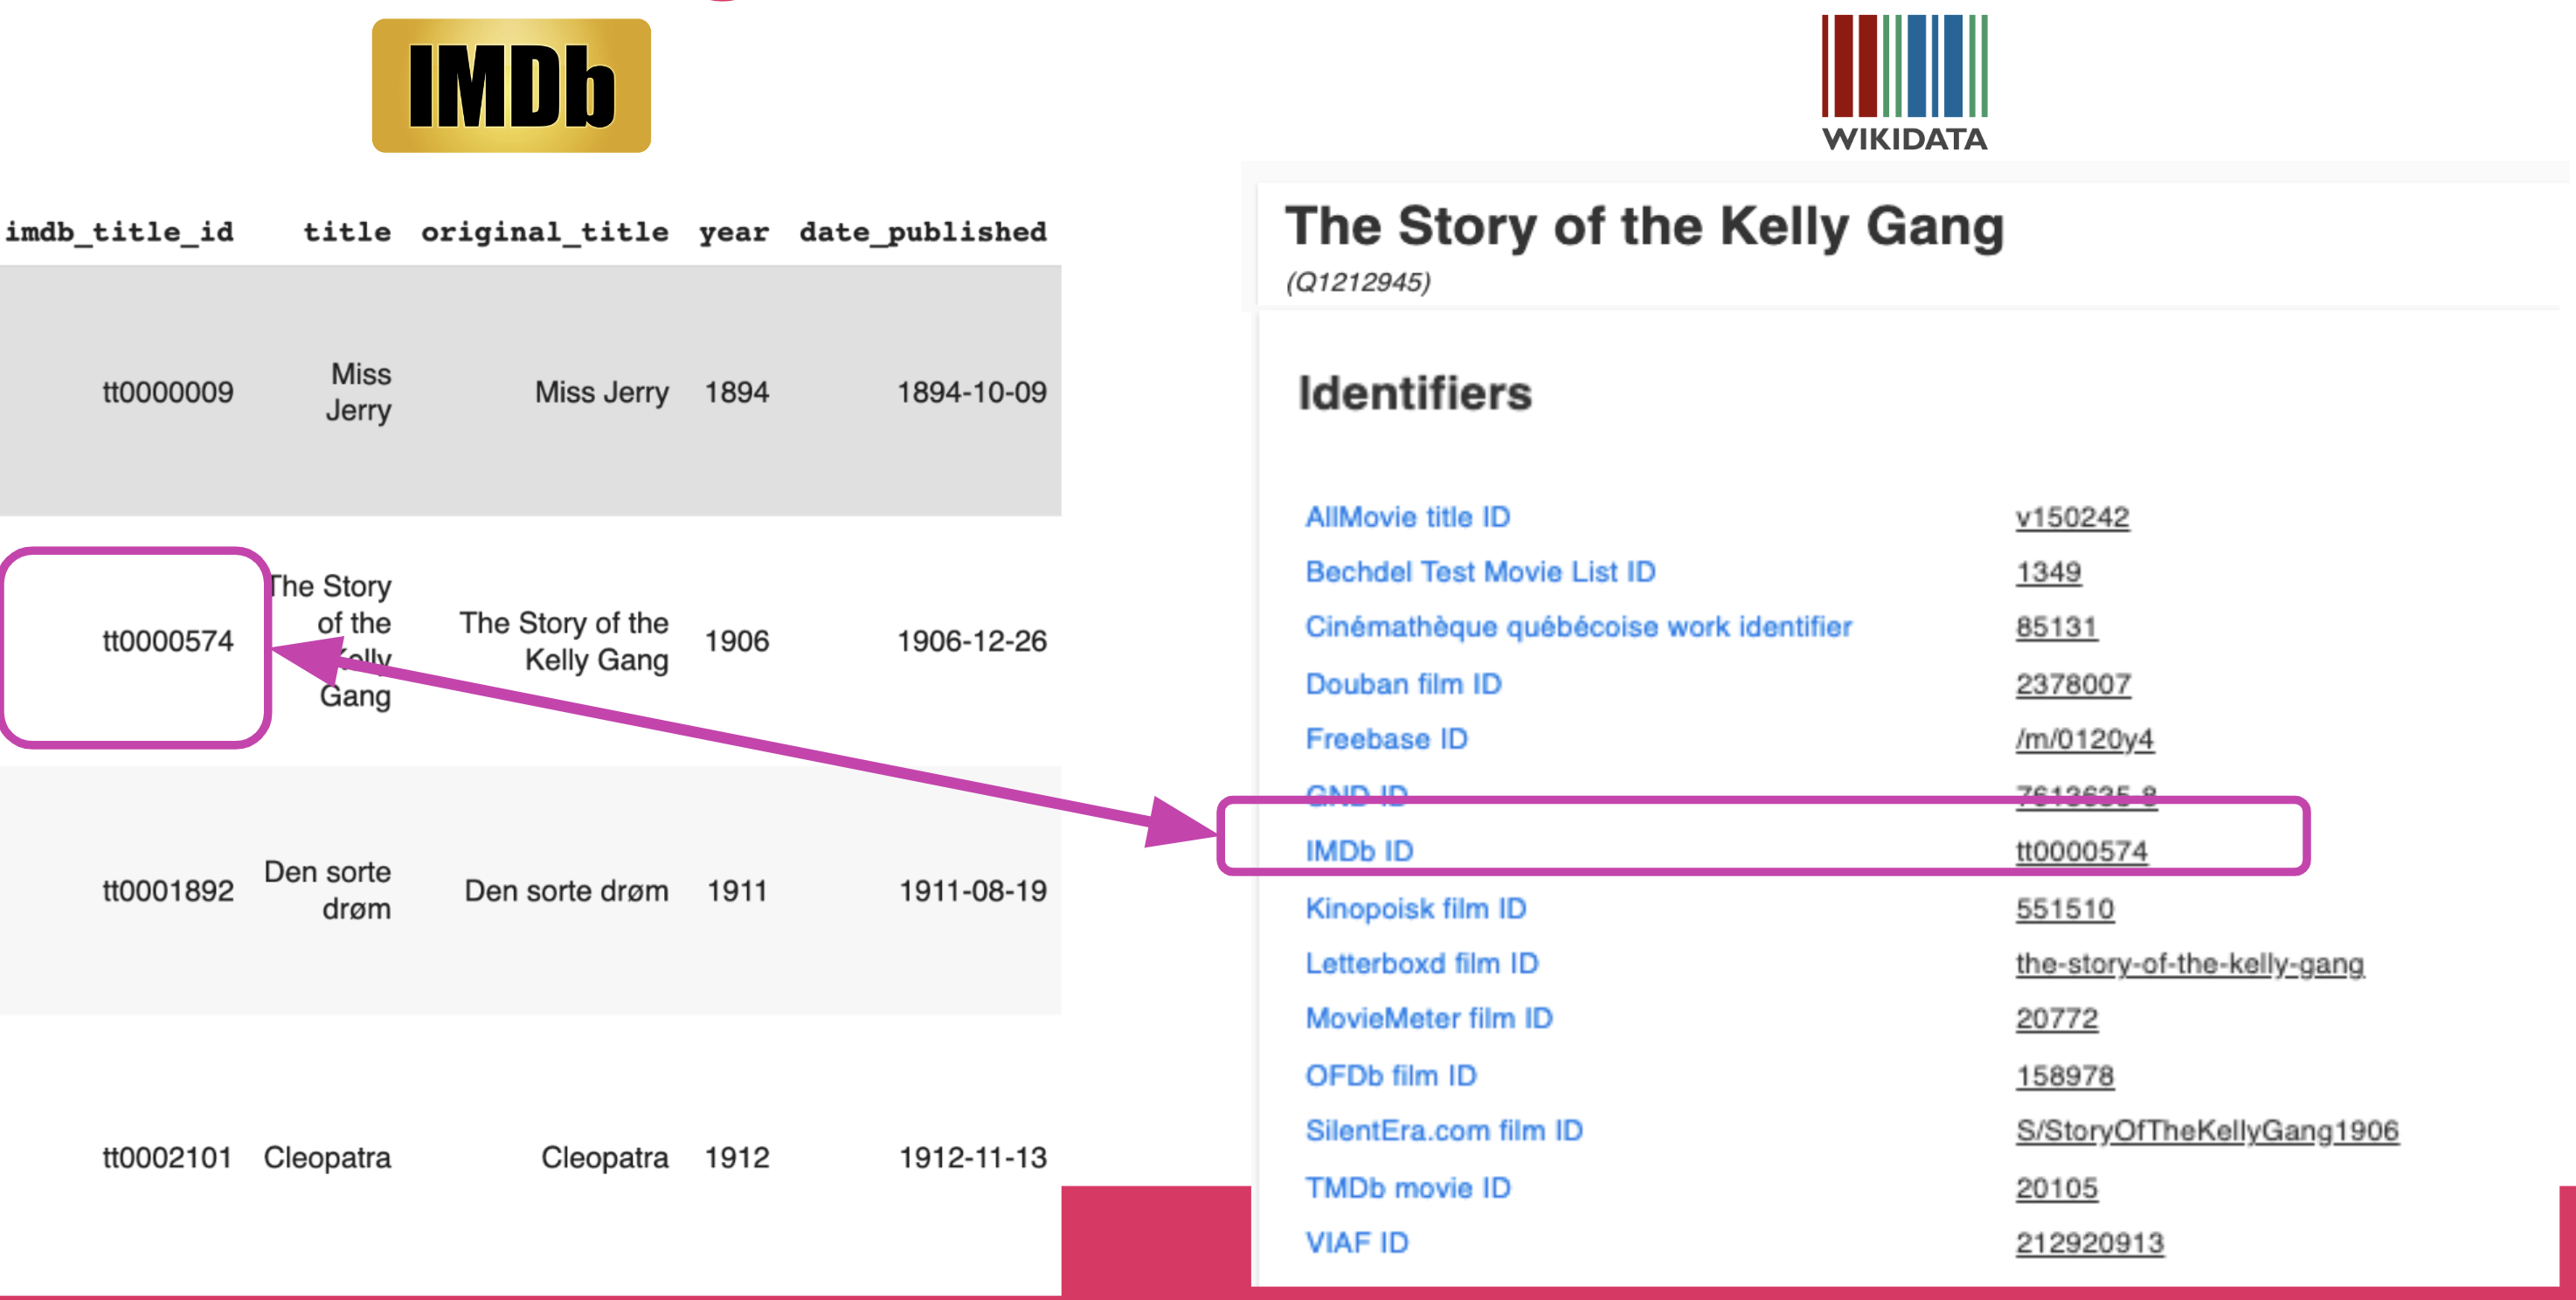 IMDb
WIKIDATA
imdb_title_id title original_title year date_published
tt0000009 Miss Jerry Miss Jerry 1894 1894-10-09
tt0000574 The Story of the Kelly Gang The Story of the Kelly Gang 1906 1906-12-26
tt0001892 Den sorte drøm Den sorte drøm 1911 1911-08-19
tt0002101 Cleopatra Cleopatra 1912 1912-11-13
The Story of the Kelly Gang
(Q1212945)
Identifiers
AllMovie title ID v150242
Bechdel Test Movie List ID 1349
Cinémathèque québécoise work identifier 85131
Douban film ID 2378007
Freebase ID /m/0120y4
GND ID 7613635-8
IMDb ID tt0000574
Kinopoisk film ID 551510
Letterboxd film ID the-story-of-the-kelly-gang
MovieMeter film ID 20772
OFDb film ID 158978
SilentEra.com film ID S/StoryOfTheKellyGang1906
TMDb movie ID 20105
VIAF ID 212920913